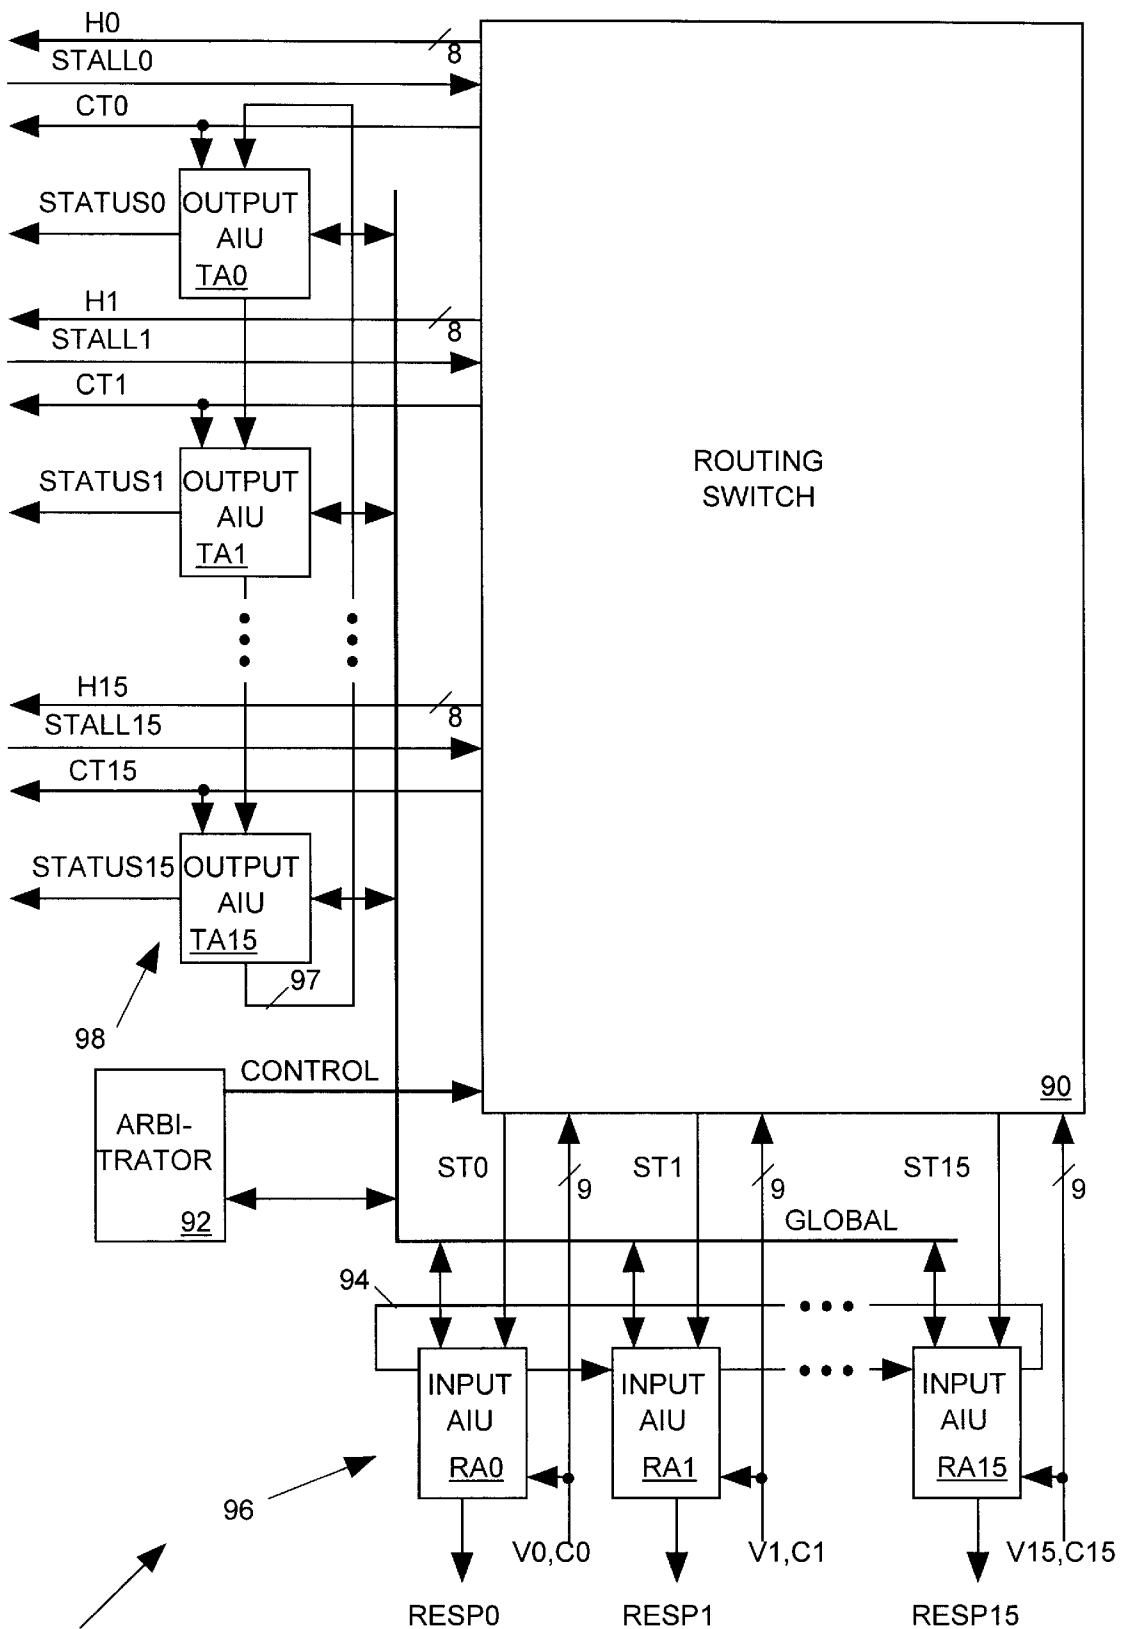 H0
8
STALL0
CT0
STATUS0
OUTPUT
AIU
TA0
H1
8
STALL1
CT1
STATUS1
OUTPUT
AIU
TA1
ROUTING
SWITCH
H15
8
STALL15
CT15
STATUS15
OUTPUT
AIU
TA15
97
98
CONTROL
90
ARBI-
TRATOR
92
ST0
9
ST1
9
ST15
9
GLOBAL
94
INPUT
AIU
RA0
INPUT
AIU
RA1
INPUT
AIU
RA15
96
V0,C0
V1,C1
V15,C15
RESP0
RESP1
RESP15